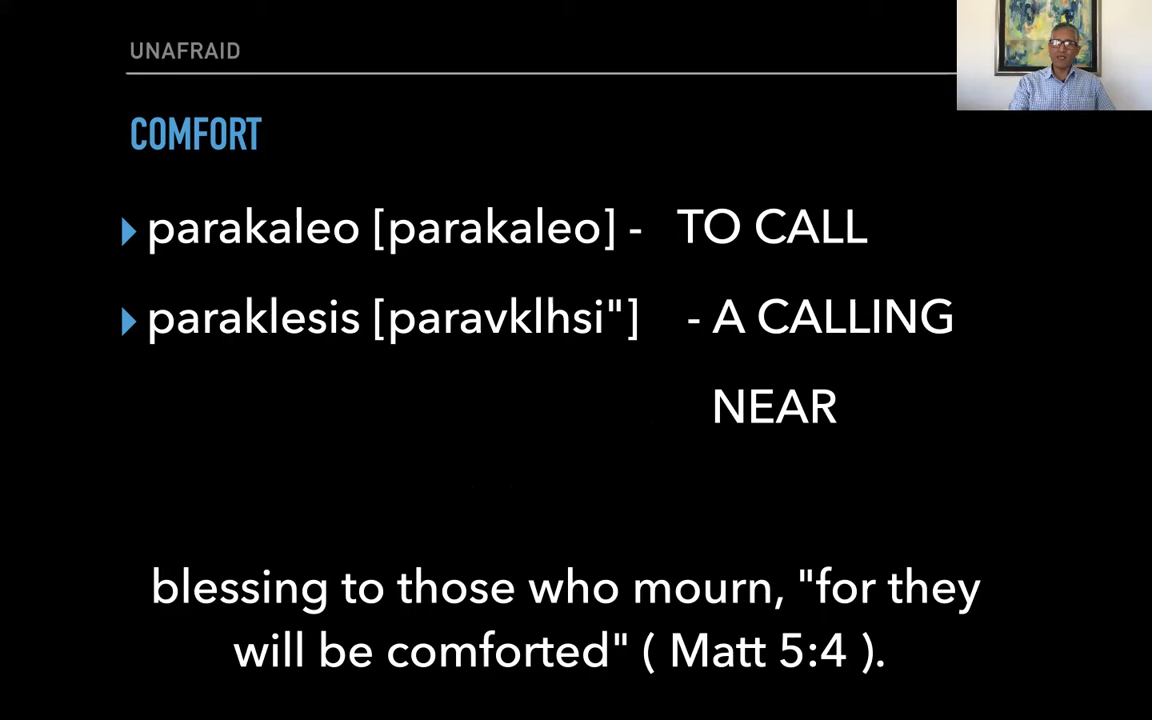 UNAFRAID
COMFORT
parakaleo [parakaleo] - TO CALL
paraklesis [paravklhsi"] - A CALLING
NEAR
blessing to those who mourn, "for they
will be comforted" ( Matt 5:4 ).